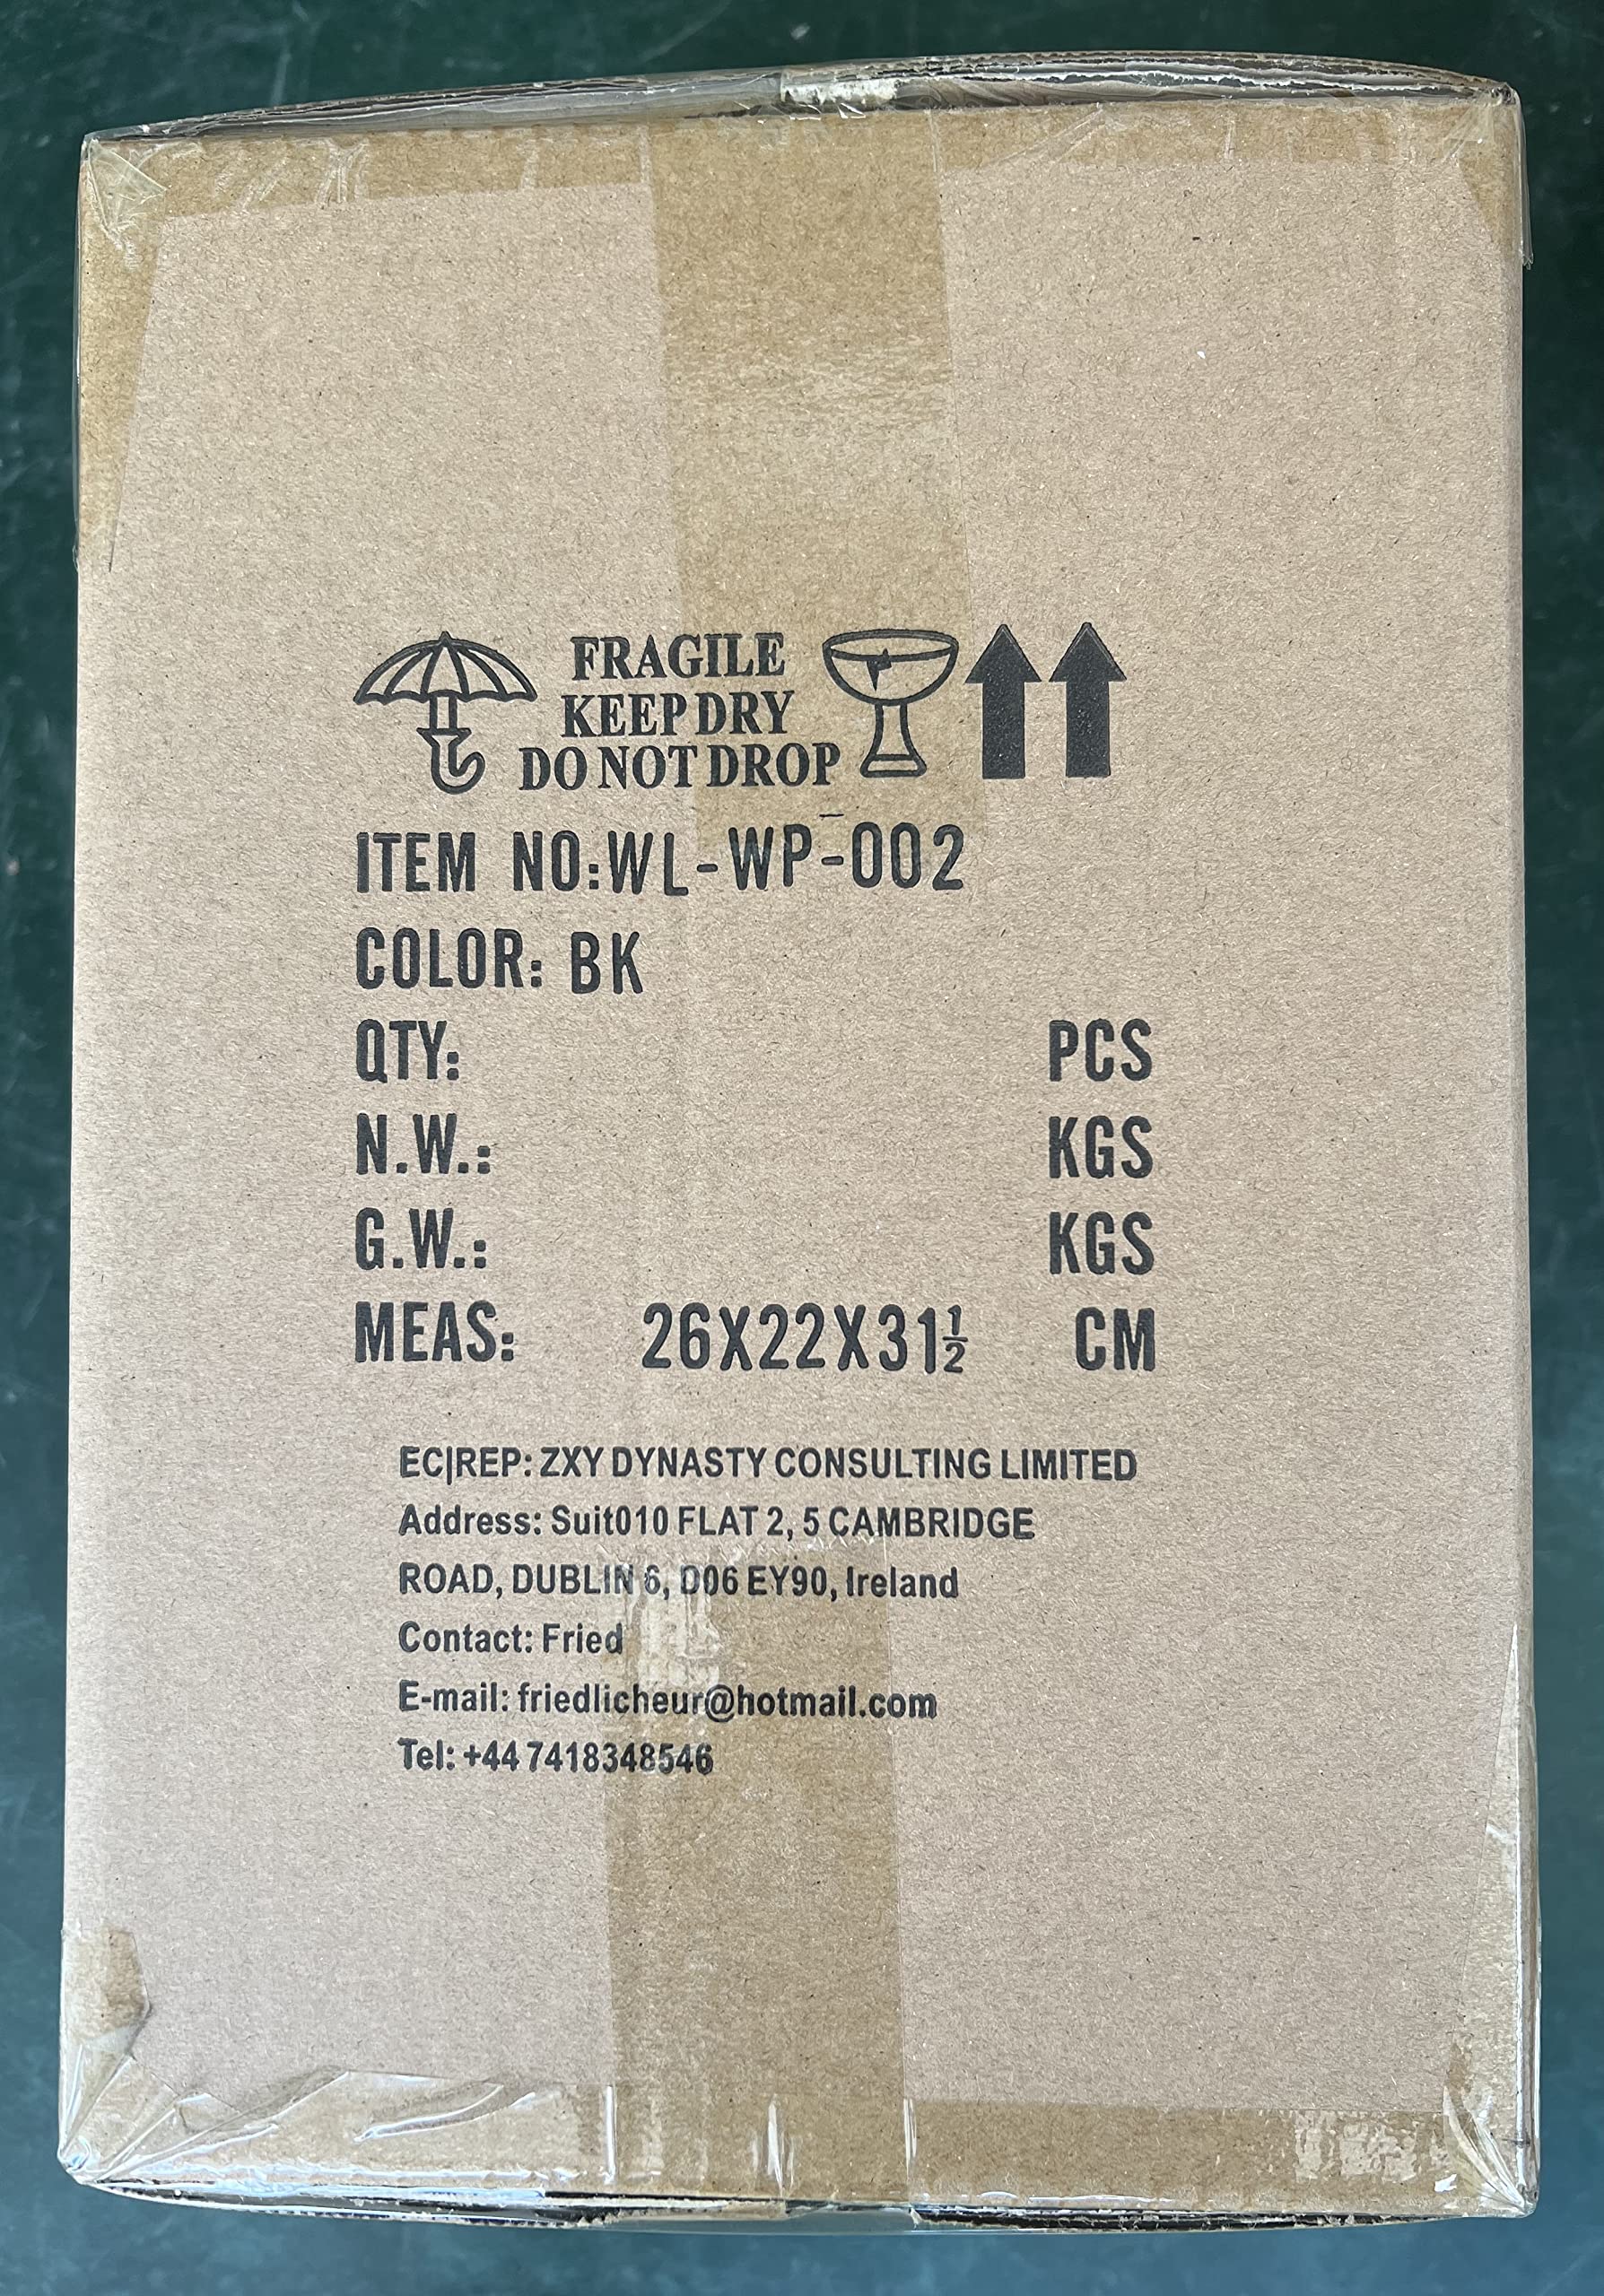 FRAGILE
KEEP DRY
DO NOT DROP
ITEM NO:WL-WP-002
COLOR: BK
QTY: PCS
N.W.: KGS
G.W.: KGS
MEAS: 26X22X31½ CM
EC|REP: ZXY DYNASTY CONSULTING LIMITED
Address: Suit010 FLAT 2, 5 CAMBRIDGE
ROAD, DUBLIN 6, D06 EY90, Ireland
Contact: Fried
E-mail: friedlicheur@hotmail.com
Tel: +44 7418348546